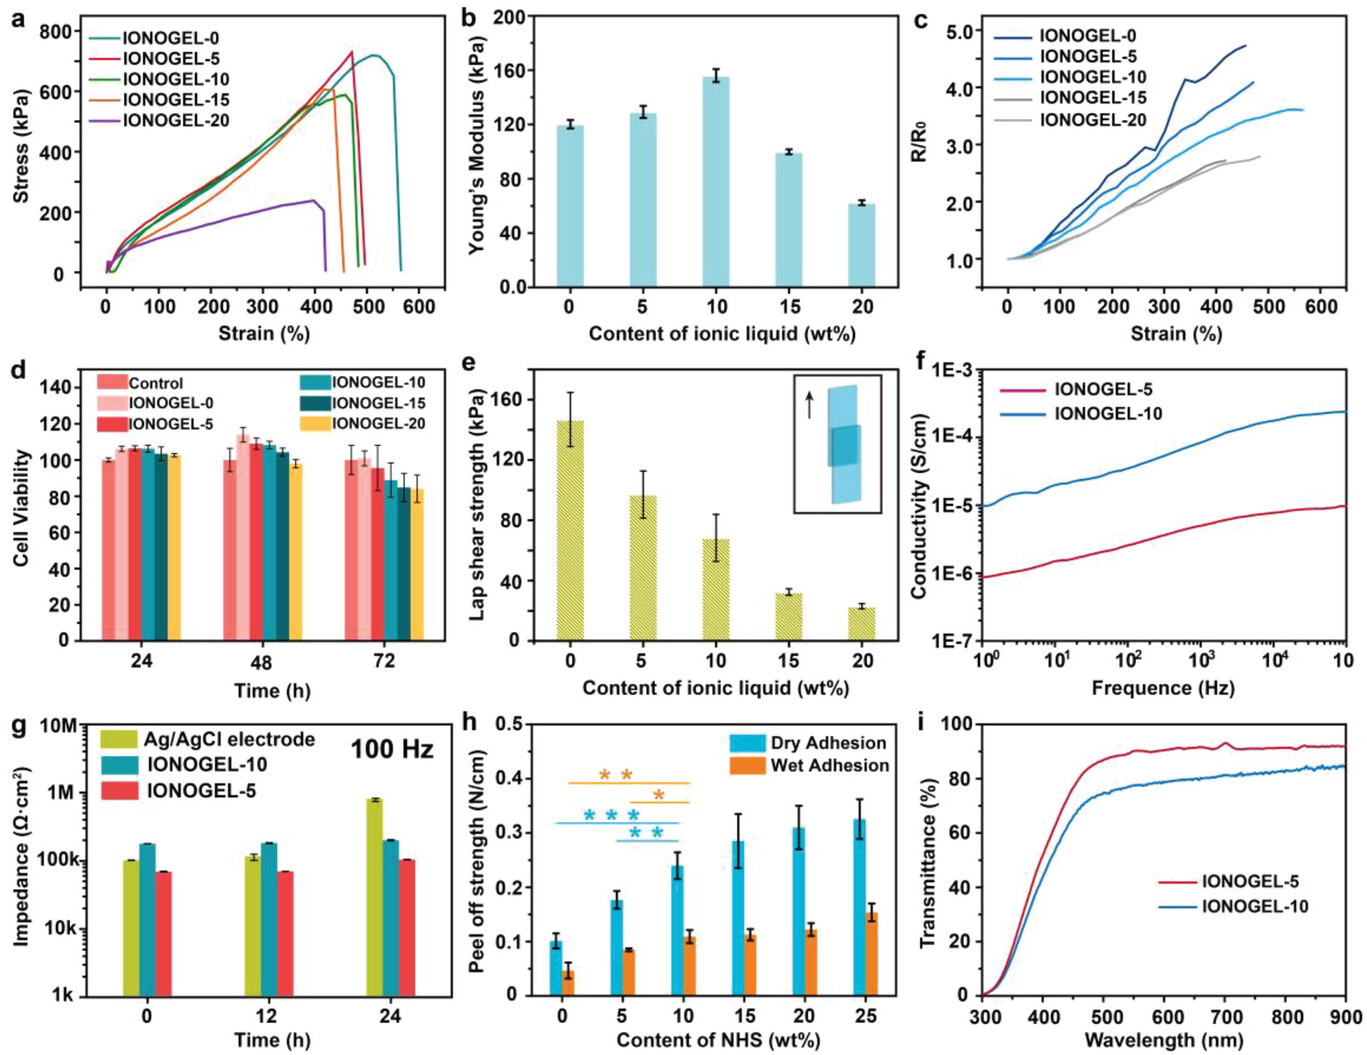 a
800
600
400
200
0
Stress (kPa)
IONOGEL-0
IONOGEL-5
IONOGEL-10
IONOGEL-15
IONOGEL-20
0 100 200 300 400 500 600
Strain (%)
b
200
160
120
80
40
0.0
Young's Modulus (kPa)
0 5 10 15 20
Content of ionic liquid (wt%)
c
5.0
4.0
3.0
2.0
1.0
R/R₀
IONOGEL-0
IONOGEL-5
IONOGEL-10
IONOGEL-15
IONOGEL-20
0 100 200 300 400 500 600
Strain (%)
d
140
120
100
80
60
40
20
0
Cell Viability
Control
IONOGEL-0
IONOGEL-5
IONOGEL-10
IONOGEL-15
IONOGEL-20
24 48 72
Time (h)
e
160
120
80
40
0
Lap shear strength (kPa)
0 5 10 15 20
Content of ionic liquid (wt%)
f
1E-3
1E-4
1E-5
1E-6
1E-7
Conductivity (S/cm)
IONOGEL-5
IONOGEL-10
10⁰ 10¹ 10² 10³ 10⁴ 10
Frequence (Hz)
g
10M
1M
100k
10k
1k
Impedance (Ω·cm²)
Ag/AgCl electrode
IONOGEL-10
IONOGEL-5
100 Hz
0 12 24
Time (h)
h
0.5
0.4
0.3
0.2
0.1
0
Peel off strength (N/cm)
Dry Adhesion
Wet Adhesion
* *
*
* * *
* *
0 5 10 15 20 25
Content of NHS (wt%)
i
100
80
60
40
20
0
Transmittance (%)
IONOGEL-5
IONOGEL-10
300 400 500 600 700 800 900
Wavelength (nm)